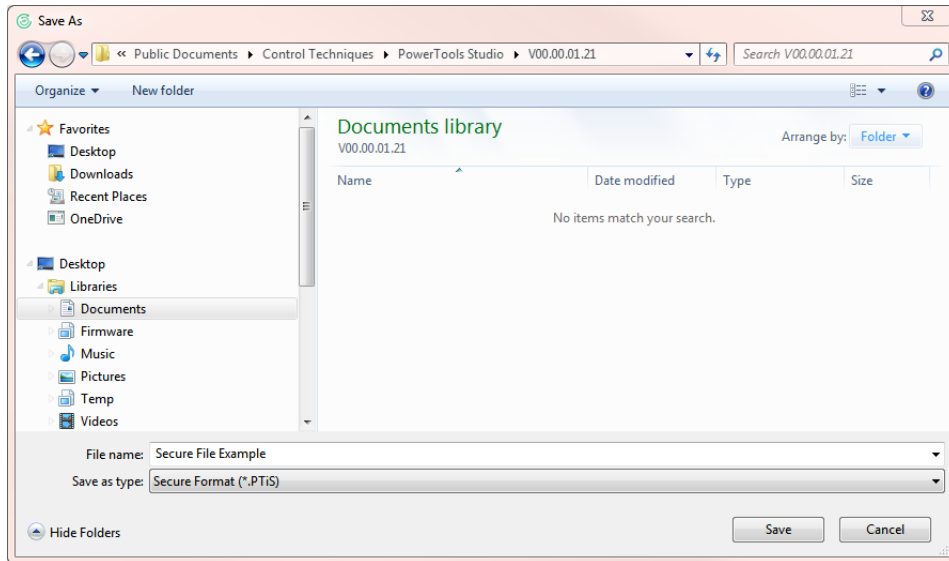 Save As
« Public Documents Control Techniques PowerTools Studio V00.00.01.21
Search V00.00.01.21
Organize New folder
Favorites
Desktop
Downloads
Recent Places
OneDrive
Desktop
Libraries
Documents
Firmware
Music
Pictures
Temp
Videos
Documents library
V00.00.01.21
Arrange by: Folder
Name Date modified Type Size
No items match your search.
File name: Secure File Example
Save as type: Secure Format (*.PTiS)
Hide Folders
Save Cancel